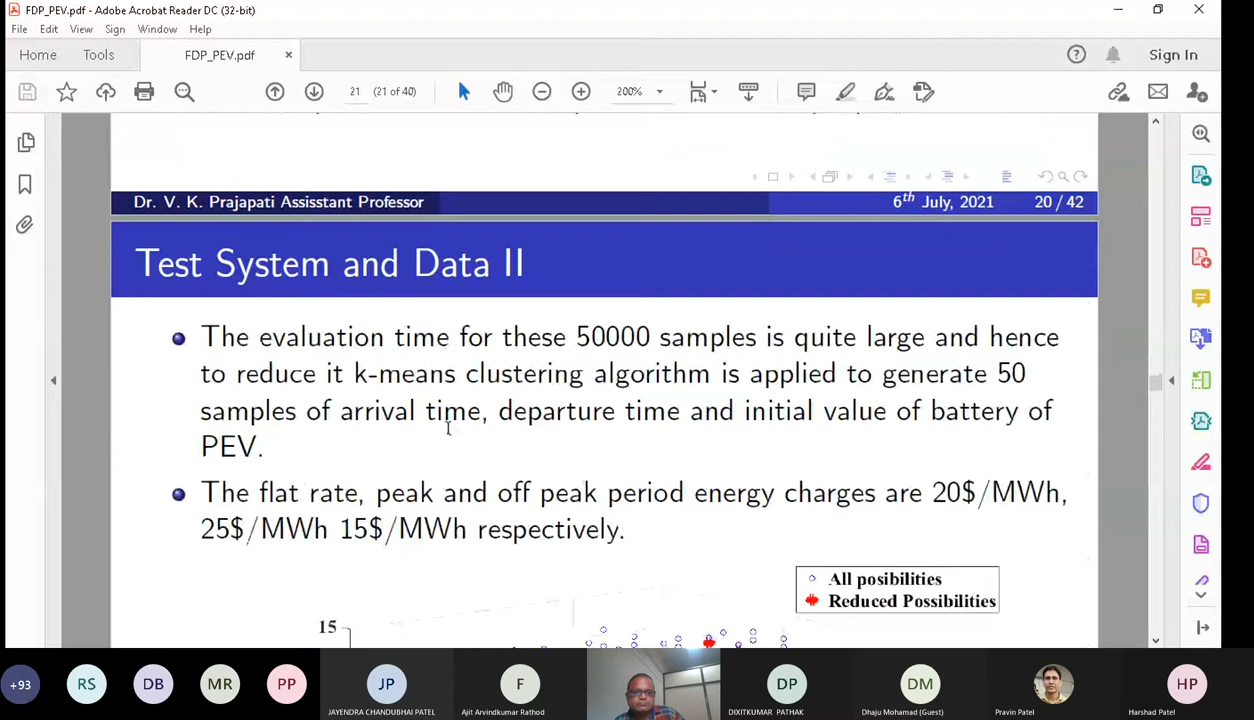 FDP_PEV.pdf - Adobe Acrobat Reader DC (32-bit)
File Edit View Sign Window Help
Home Tools FDP_PEV.pdf × Sign In
21 (21 of 40) 200%
Dr. V. K. Prajapati Assisstant Professor 6th July, 2021 20 / 42
Test System and Data II
The evaluation time for these 50000 samples is quite large and hence
to reduce it k-means clustering algorithm is applied to generate 50
samples of arrival time, departure time and initial value of battery of
PEV.
The flat rate, peak and off peak period energy charges are 20$/MWh,
25$/MWh 15$/MWh respectively.
All posibilities
Reduced Possibilities
15
+93 RS DB MR PP JP F DP DM HP
JAYENDRA CHANDUBHAI PATEL Ajit Arvindkumar Rathod DIXITKUMAR PATHAK Dhaju Mohamad (Guest) Pravin Patel Harshad Patel